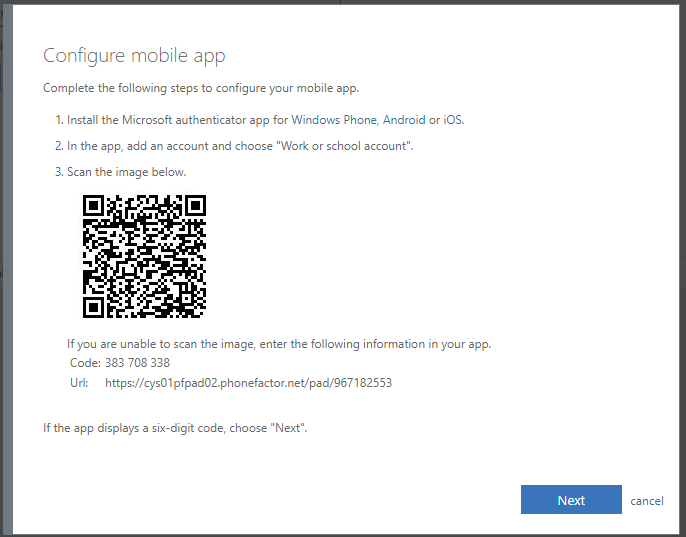 Configure mobile app
Complete the following steps to configure your mobile app.
1. Install the Microsoft authenticator app for Windows Phone, Android or iOS.
2. In the app, add an account and choose "Work or school account".
3. Scan the image below.
If you are unable to scan the image, enter the following information in your app.
Code: 383 708 338
Url: https://cys01pfpad02.phonefactor.net/pad/967182553
If the app displays a six-digit code, choose "Next".
Next cancel